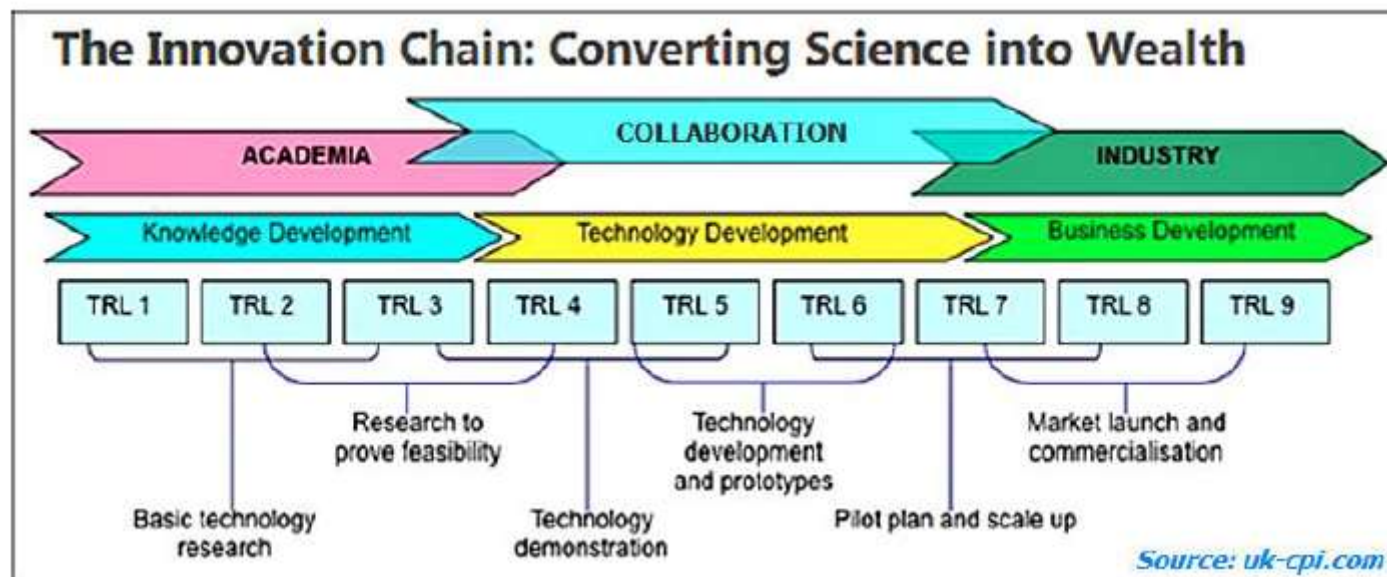 The Innovation Chain: Converting Science into Wealth
COLLABORATION
ACADEMIA
INDUSTRY
Knowledge Development
Technology Development
Business Development
TRL 1
TRL 2
TRL 3
TRL 4
TRL 5
TRL 6
TRL 7
TRL 8
TRL 9
Research to
prove feasibility
Technology
development
and prototypes
Market launch and
commercialisation
Basic technology
research
Technology
demonstration
Pilot plan and scale up
Source: uk-cpi.com